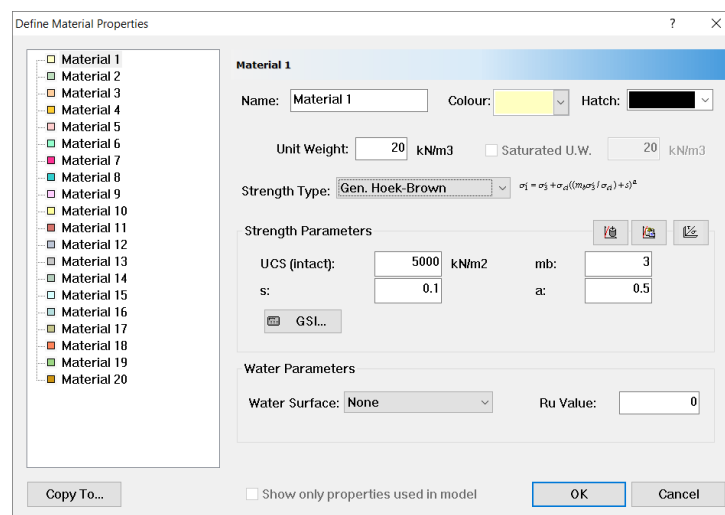 Define Material Properties
?
Material 1
Material 2
Material 3
Material 4
Material 5
Material 6
Material 7
Material 8
Material 9
Material 10
Material 11
Material 12
Material 13
Material 14
Material 15
Material 16
Material 17
Material 18
Material 19
Material 20
Copy To...
Material 1
Name: Material 1 Colour: Hatch:
Unit Weight: 20 kN/m3 Saturated U.W. 20 kN/m3
Strength Type: Gen. Hoek-Brown σ₁′ = σ₃′ + σ_ci((m_bσ₃′ / σ_ci) + s)ᵃ
Strength Parameters
UCS (intact): 5000 kN/m2 mb: 3
s: 0.1 a: 0.5
GSI...
Water Parameters
Water Surface: None Ru Value: 0
Show only properties used in model OK Cancel